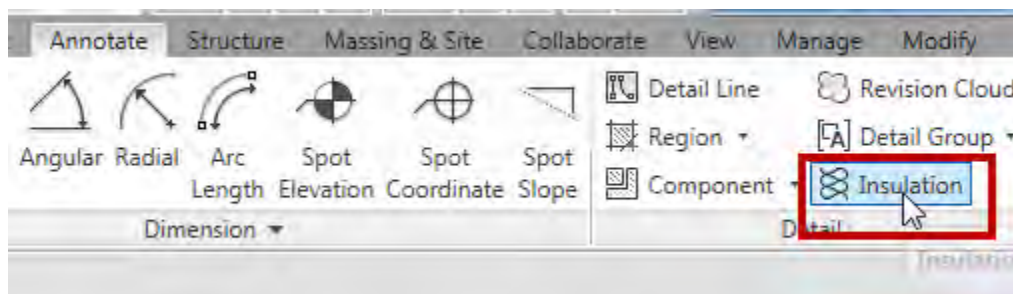 Annotate Structure Massing & Site Collaborate View Manage Modify
Angular Radial Arc Length Spot Elevation Spot Coordinate Spot Slope
Detail Line
Revision Cloud
Region
Detail Group
Component
Insulation
Dimension
Detail